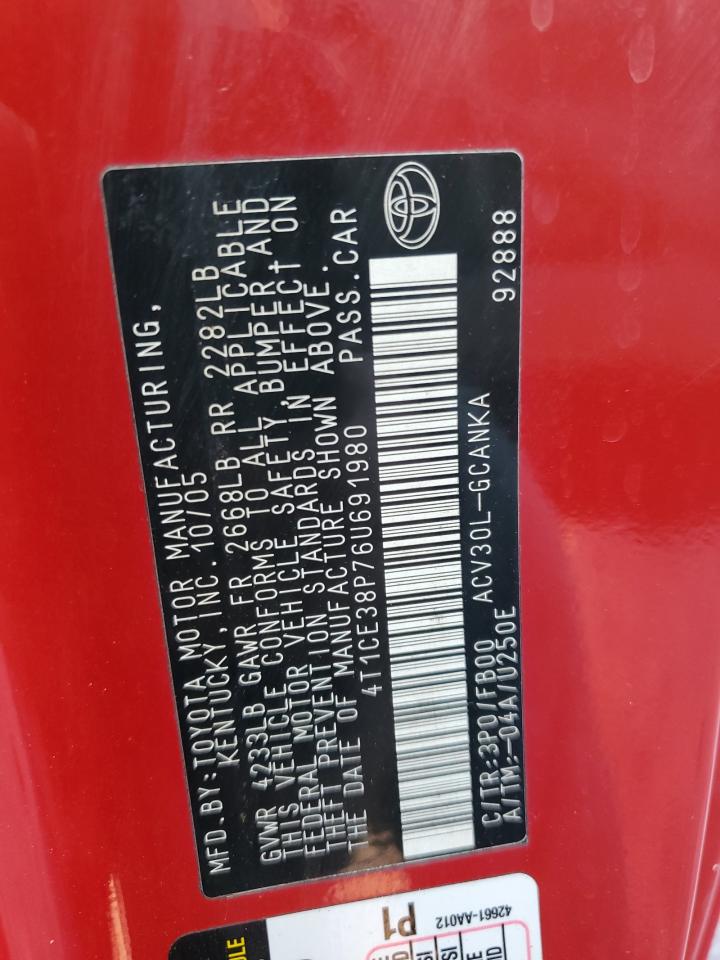 MFD.BY:TOYOTA MOTOR MANUFACTURING,
KENTUCKY, INC. 10/05
GVWR 4233LB GAWR FR 2668LB RR 2282LB
THIS VEHICLE CONFORMS TO ALL APPLICABLE
FEDERAL MOTOR VEHICLE SAFETY, BUMPER, AND
THEFT PREVENTION STANDARDS IN EFFECT ON
THE DATE OF MANUFACTURE SHOWN ABOVE.
4T1CE38P76U691980 PASS.CAR
C/TR:3P0/FB00 ACV30L-GCANKA
A/TM:-04A/U250E 92888
42661-AA012
P1